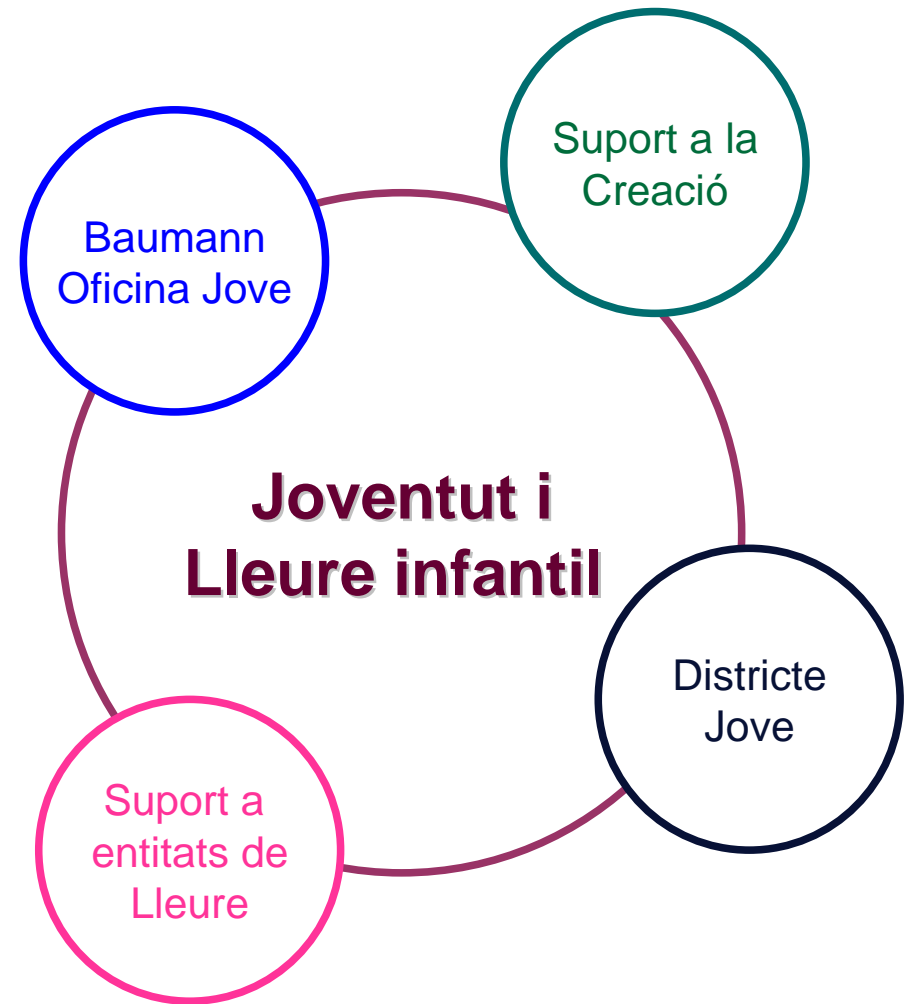 Suport a la
Creació
Baumann
Oficina Jove
Joventut i
Lleure infantil
Districte
Jove
Suport a
entitats de
Lleure